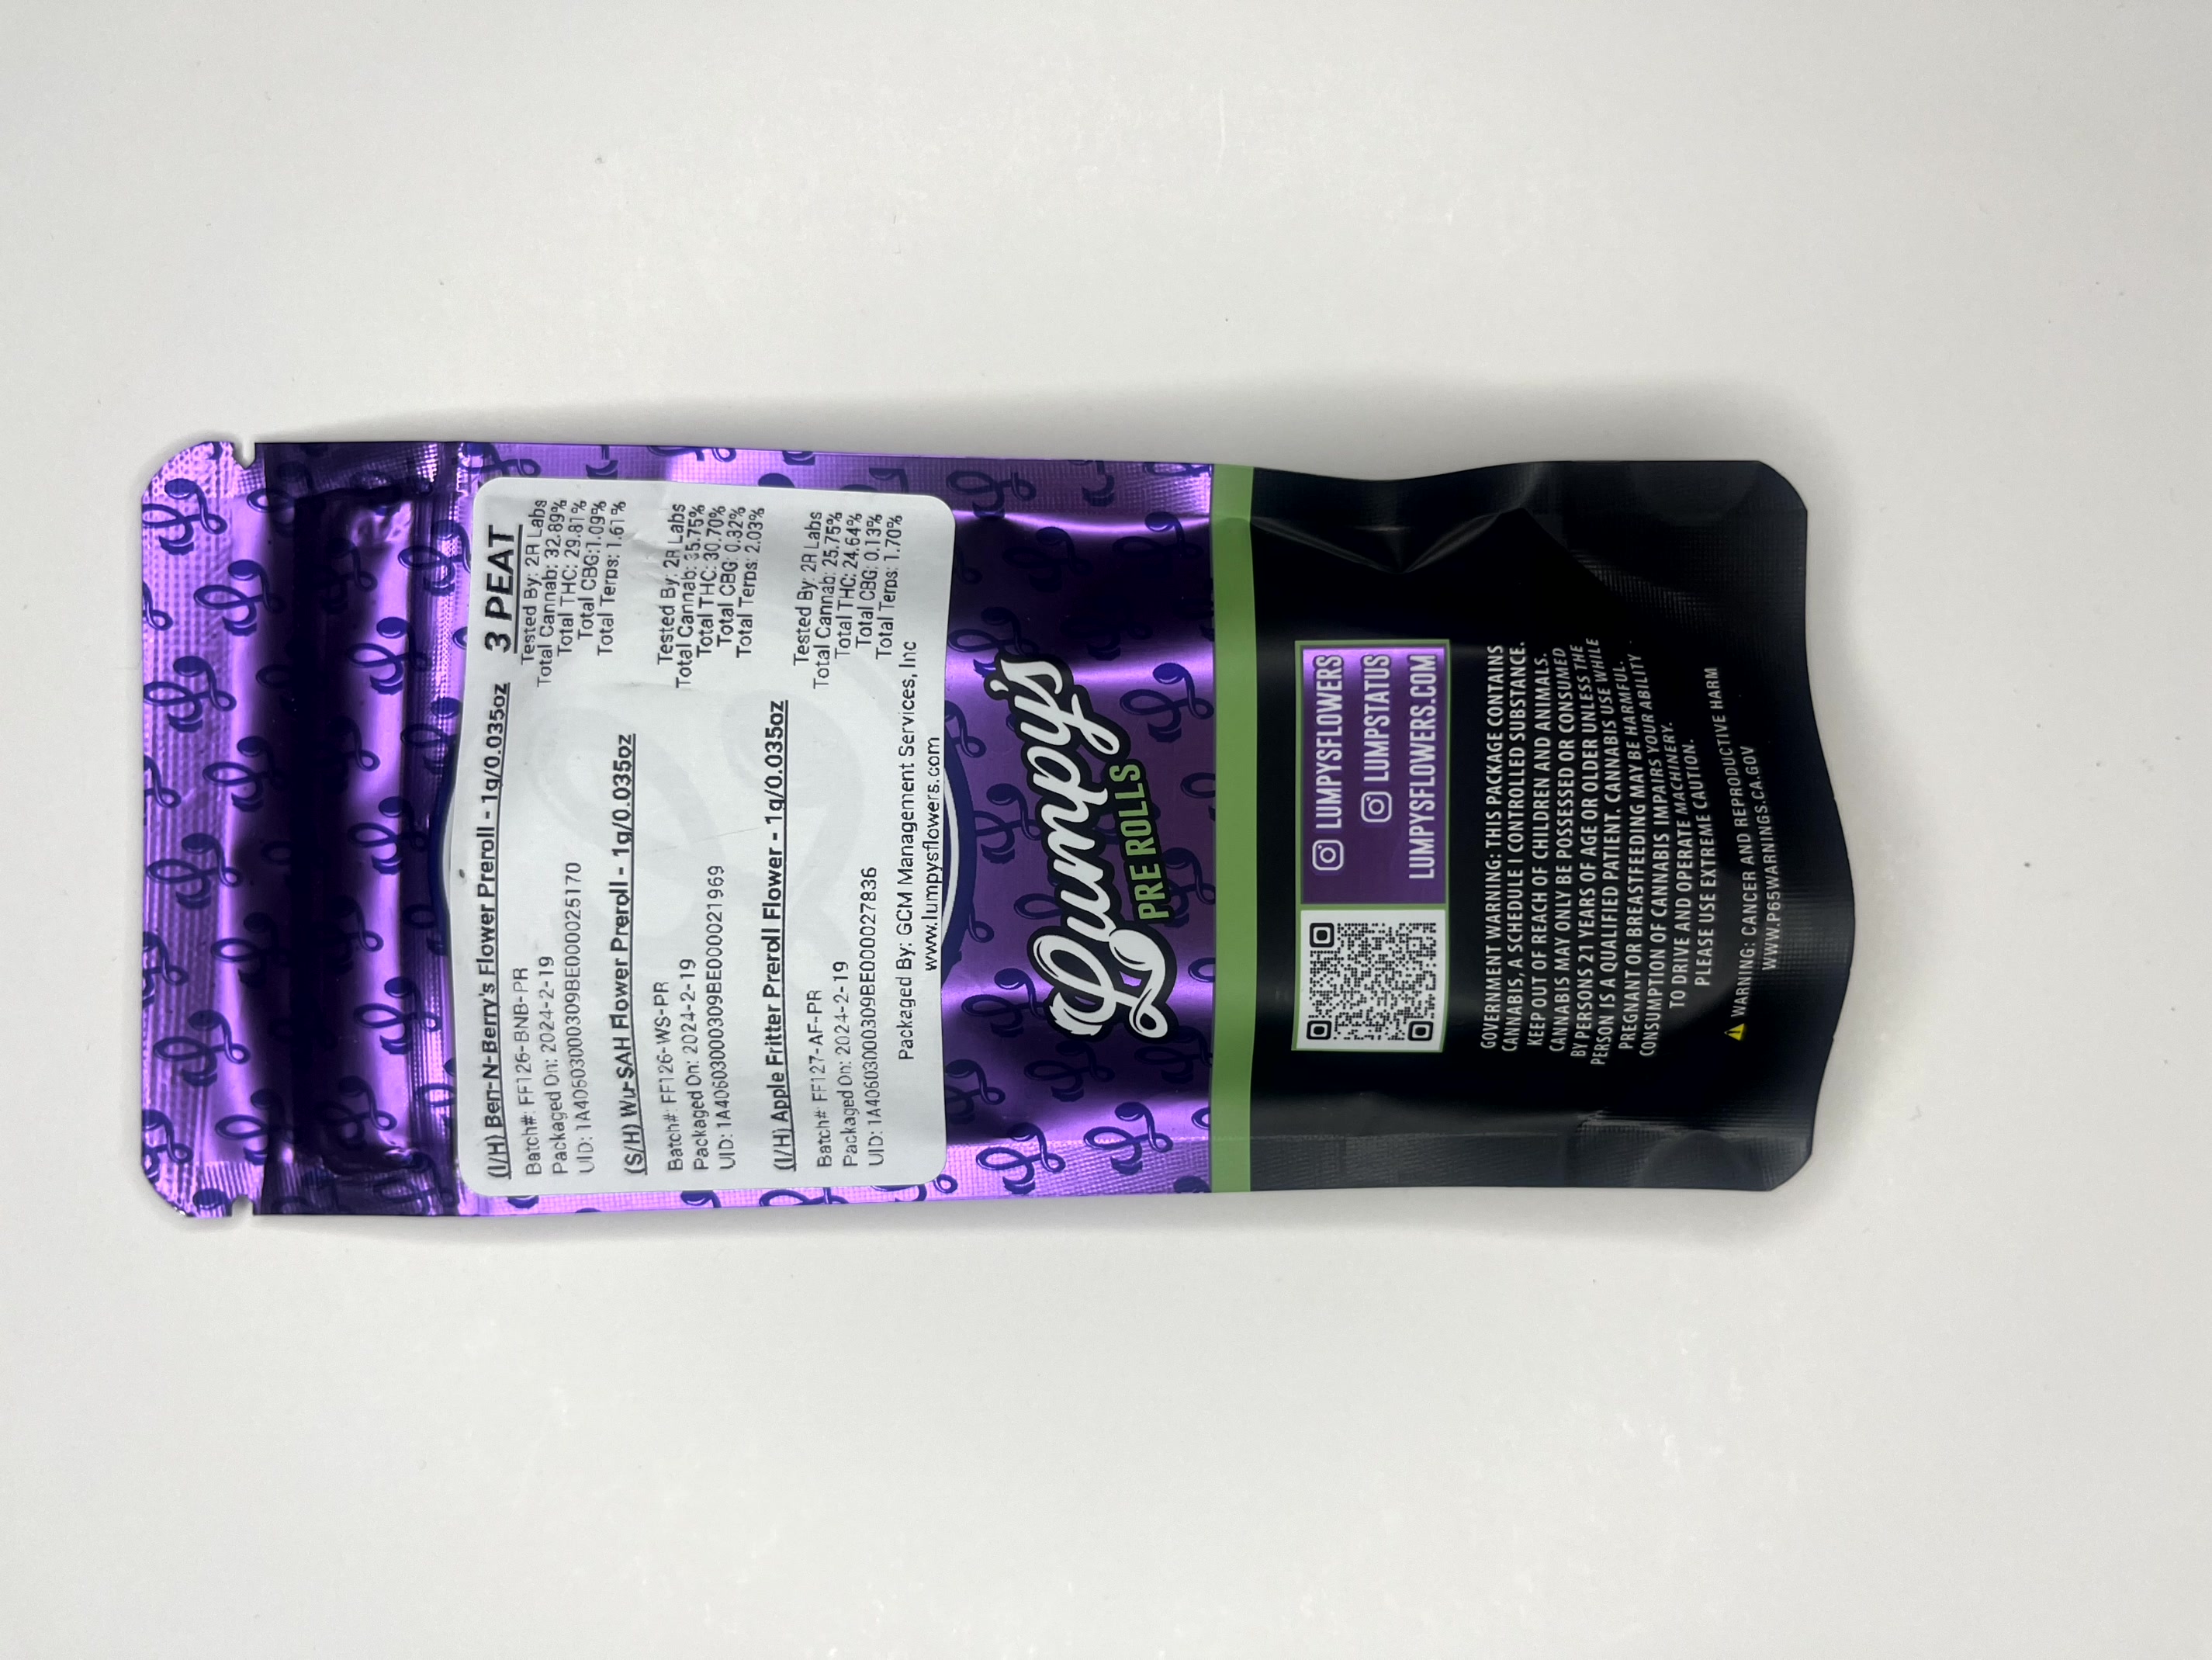 (I/H) Ben-N-Berry's Flower Preroll - 1g/0.035oz
3 PEAT
Batch#: FF126-BNB-PR
Packaged On: 2024-2-19
UID: 1A40603000309BE000025170
Tested By: 2R Labs
Total Cannab: 32.89%
Total THC: 29.81%
Total CBG:1.09%
Total Terps: 1.61%
(S/H) Wu-SAH Flower Preroll - 1g/0.035oz
Batch#: FF126-WS-PR
Packaged On: 2024-2-19
UID: 1A40603000309BE000021969
Tested By: 2R Labs
Total Cannab: 35.75%
Total THC: 30.70%
Total CBG: 0.32%
Total Terps: 2.03%
(I/H) Apple Fritter Preroll Flower - 1g/0.035oz
Batch#: FF127-AF-PR
Packaged On: 2024-2-19
UID: 1A40603000309BE000027836
Tested By: 2R Labs
Total Cannab: 25.75%
Total THC: 24.64%
Total CBG: 0.13%
Total Terps: 1.70%
Packaged By: GCM Management Services, Inc
www.lumpysflowers.com
Lumpy's
PRE ROLLS
LUMPYSFLOWERS
LUMPSTATUS
LUMPYSFLOWERS.COM
GOVERNMENT WARNING: THIS PACKAGE CONTAINS
CANNABIS, A SCHEDULE I CONTROLLED SUBSTANCE.
KEEP OUT OF REACH OF CHILDREN AND ANIMALS.
CANNABIS MAY ONLY BE POSSESSED OR CONSUMED
BY PERSONS 21 YEARS OF AGE OR OLDER UNLESS THE
PERSON IS A QUALIFIED PATIENT. CANNABIS USE WHILE
PREGNANT OR BREASTFEEDING MAY BE HARMFUL.
CONSUMPTION OF CANNABIS IMPAIRS YOUR ABILITY
TO DRIVE AND OPERATE MACHINERY.
PLEASE USE EXTREME CAUTION.
WARNING: CANCER AND REPRODUCTIVE HARM
WWW.P65WARNINGS.CA.GOV